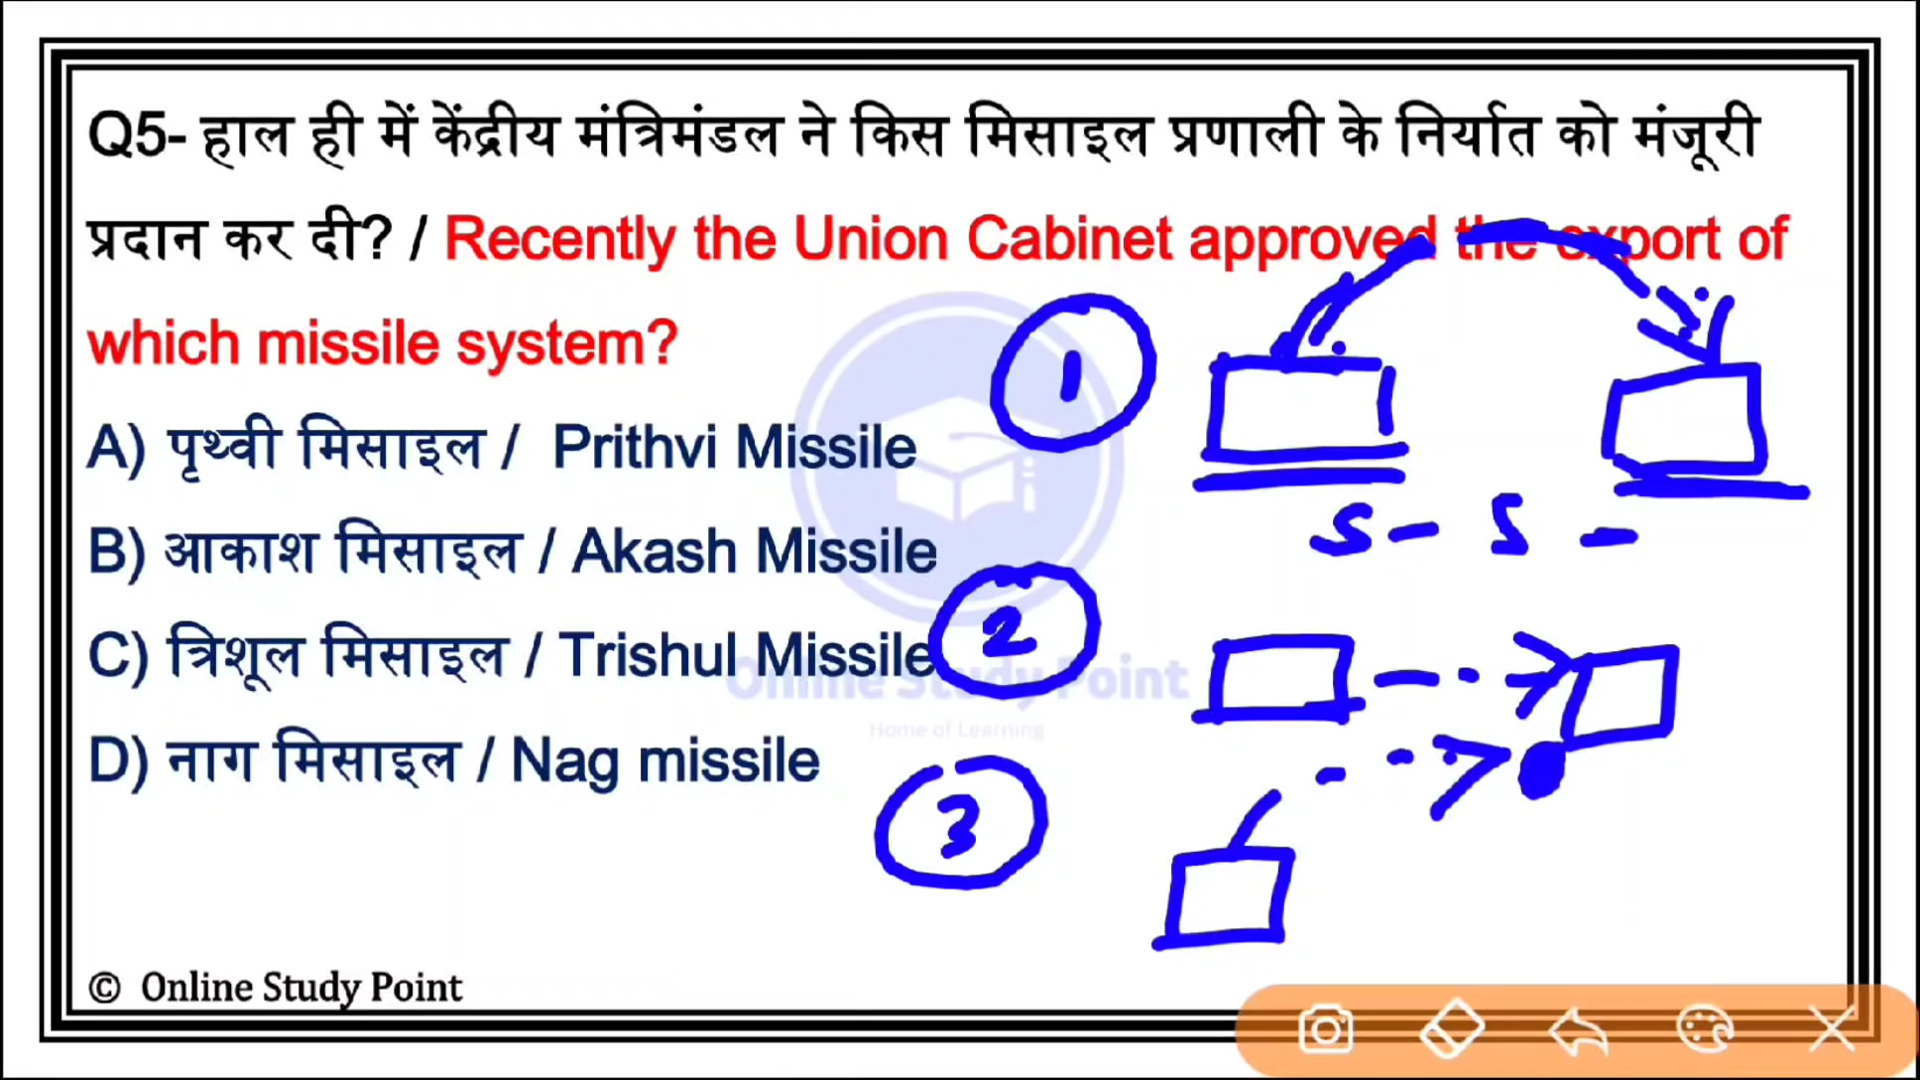 Q5- हाल ही में केंद्रीय मंत्रिमंडल ने किस मिसाइल प्रणाली के निर्यात को मंजूरी
प्रदान कर दी? / Recently the Union Cabinet approved the export of
which missile system?
1
A) पृथ्वी मिसाइल / Prithvi Missile
S - S -
B) आकाश मिसाइल / Akash Missile
2
C) त्रिशूल मिसाइल / Trishul Missile
Online Study Point
Home of Learning
D) नाग मिसाइल / Nag missile
3
© Online Study Point